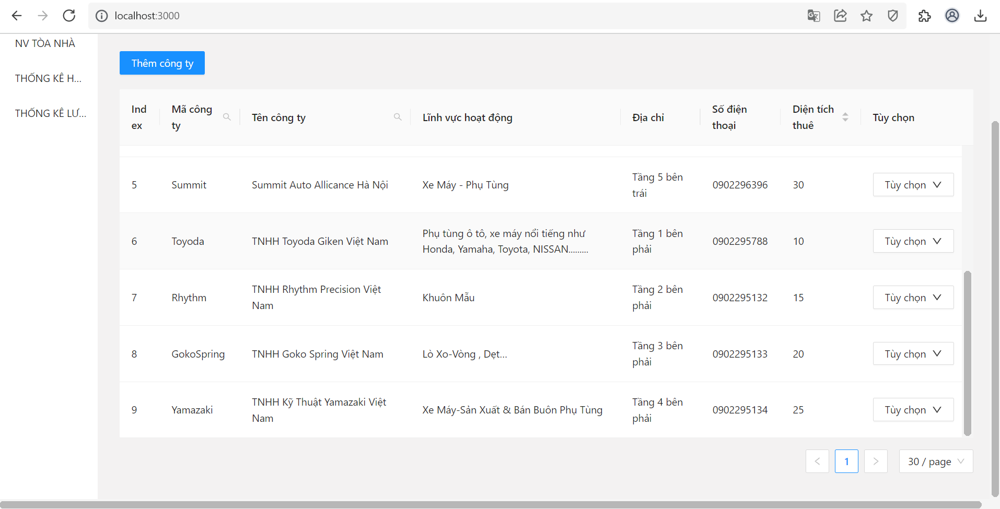 localhost:3000
NV TÒA NHÀ
THỐNG KÊ H...
THỐNG KÊ LƯ...
Thêm công ty
Ind
ex
Mã công
ty
Tên công ty
Lĩnh vực hoạt động
Địa chỉ
Số điện
thoại
Diện tích
thuê
Tùy chọn
5
Summit
Summit Auto Allicance Hà Nội
Xe Máy - Phụ Tùng
Tầng 5 bên
trái
0902296396
30
Tùy chọn
6
Toyoda
TNHH Toyoda Giken Việt Nam
Phụ tùng ô tô, xe máy nổi tiếng như
Honda, Yamaha, Toyota, NISSAN.........
Tầng 1 bên
phải
0902295788
10
Tùy chọn
7
Rhythm
TNHH Rhythm Precision Việt
Nam
Khuôn Mẫu
Tầng 2 bên
phải
0902295132
15
Tùy chọn
8
GokoSpring
TNHH Goko Spring Việt Nam
Lò Xo-Vòng , Dẹt...
Tầng 3 bên
phải
0902295133
20
Tùy chọn
9
Yamazaki
TNHH Kỹ Thuật Yamazaki Việt
Nam
Xe Máy-Sản Xuất & Bán Buôn Phụ Tùng
Tầng 4 bên
phải
0902295134
25
Tùy chọn
1
30 / page